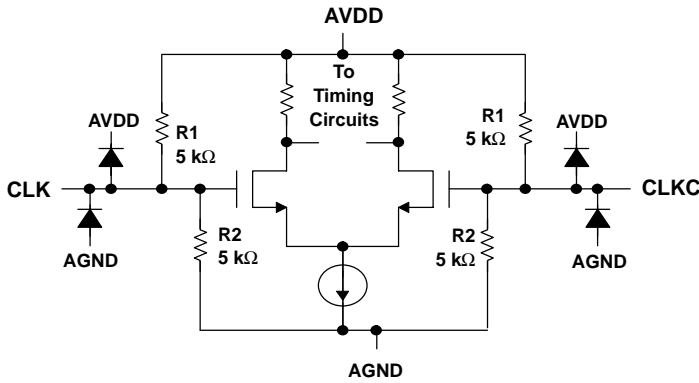 AVDD
To
Timing
Circuits
AVDD
R1
5 kΩ
R1
5 kΩ
AVDD
CLK
CLKC
R2
5 kΩ
R2
5 kΩ
AGND
AGND
AGND